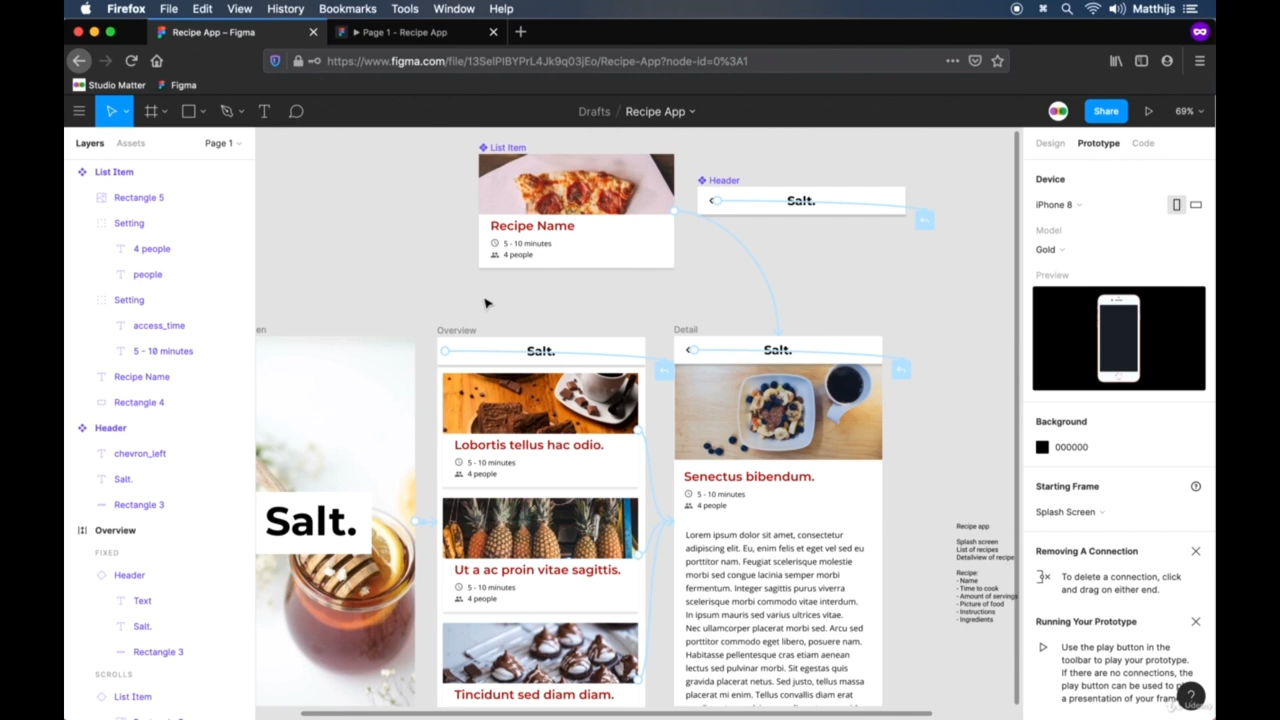 Firefox File Edit View History Bookmarks Tools Window Help Matthijs
Recipe App – Figma
Page 1 - Recipe App
https://www.figma.com/file/13SelPIBYPrL4Jk9q03jEo/Recipe-App?node-id=0%3A1
Studio Matter Figma
Drafts / Recipe App
Share
69%
Layers Assets Page 1
List Item
Rectangle 5
Setting
4 people
people
Setting
access_time
5 - 10 minutes
Recipe Name
Rectangle 4
Header
chevron_left
Salt.
Rectangle 3
Overview
FIXED
Header
Text
Salt.
Rectangle 3
SCROLLS
List Item
List Item
Recipe Name
5 - 10 minutes
4 people
Header
Salt.
en
Salt.
Overview
Salt.
Lobortis tellus hac odio.
5 - 10 minutes
4 people
Ut a ac proin vitae sagittis.
5 - 10 minutes
4 people
Tincidunt sed diam diam.
Detail
Salt.
Senectus bibendum.
5 - 10 minutes
4 people
Lorem ipsum dolor sit amet, consectetur
adipiscing elit. Eu, enim felis et eget vel sed eu
porttitor nam. Feugiat scelerisque mi porta
morbi sed congue lacinia semper morbi
fermentum. Integer sagittis purus viverra
scelerisque morbi commodo vitae interdum.
In ipsum mauris sed varius ultrices vitae.
Nec ullamcorper placerat morbi. Arcu sed
porttitor commodo eget libero, posuere nam.
Habitasse pellentesque cras etiam aenean
lectus sed pulvinar morbi. Sit egestas quis
gravida placerat netus. Sed justo, tellus massa
placerat mi enim. Tellus convallis diam erat
Recipe app
Splash screen
List of recipes
Detailview of recipe
Recipe:
- Name
- Time to cook
- Amount of servings
- Picture of food
- Instructions
- Ingredients
Design Prototype Code
Device
iPhone 8
Model
Gold
Preview
Background
000000
Starting Frame
Splash Screen
Removing A Connection
To delete a connection, click
and drag on either end.
Running Your Prototype
Use the play button in the
toolbar to play your prototype.
If there are no connections, the
play button can be used to
a presentation of your
Udemy